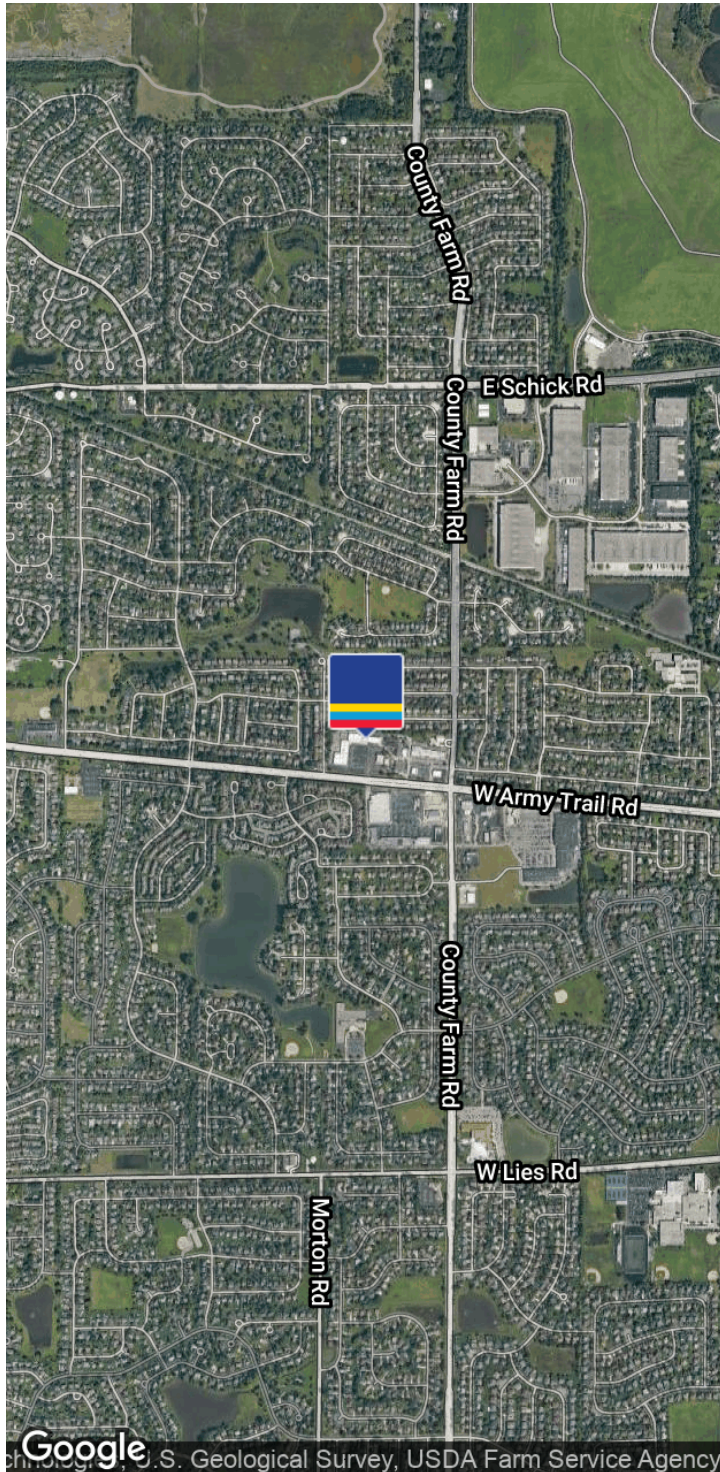 County Farm Rd
E Schick Rd
County Farm Rd
W Army Trail Rd
County Farm Rd
W Lies Rd
Morton Rd
Google
U.S. Geological Survey, USDA Farm Service Agency